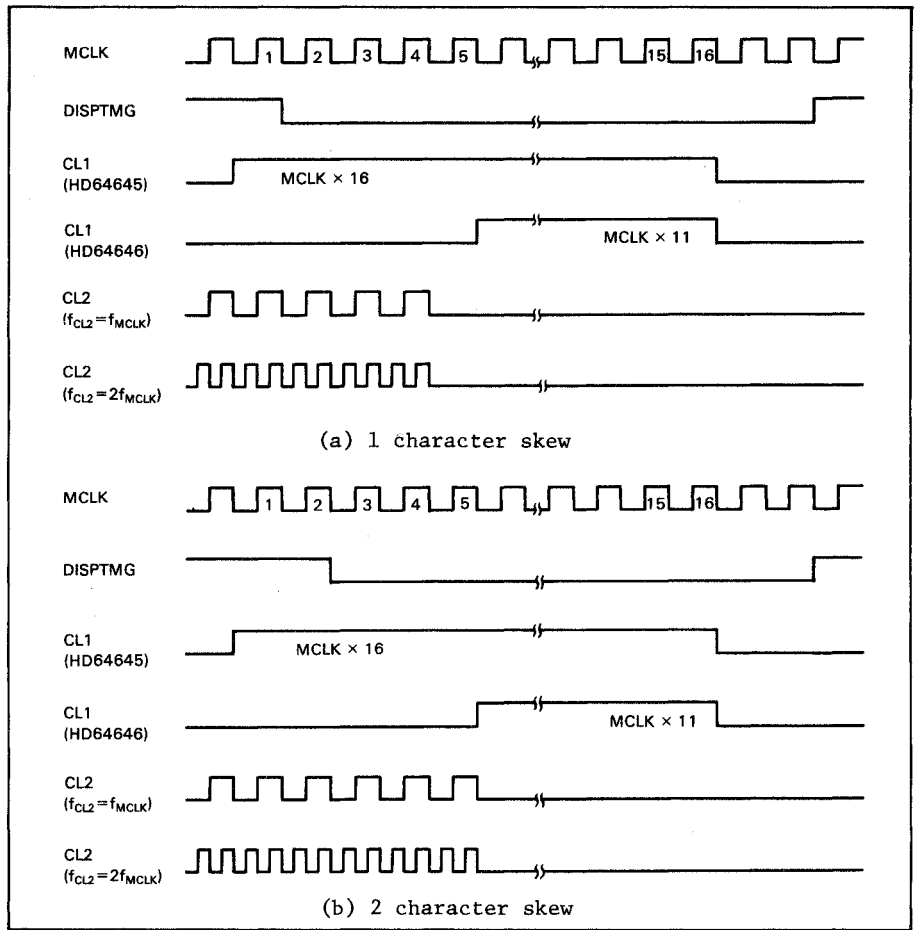 MCLK 1 2 3 4 5 15 16
DISPTMG
CL1
(HD64645)
MCLK × 16
CL1
(HD64646)
MCLK × 11
CL2
(fCL2=fMCLK)
CL2
(fCL2=2fMCLK)
(a) 1 character skew
MCLK 1 2 3 4 5 15 16
DISPTMG
CL1
(HD64645)
MCLK × 16
CL1
(HD64646)
MCLK × 11
CL2
(fCL2=fMCLK)
CL2
(fCL2=2fMCLK)
(b) 2 character skew